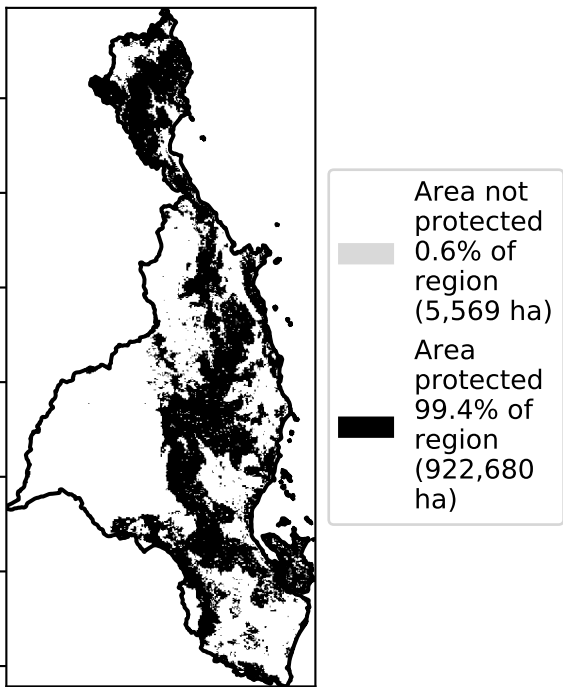 Area not
protected
0.6% of
region
(5,569 ha)
Area
protected
99.4% of
region
(922,680
ha)